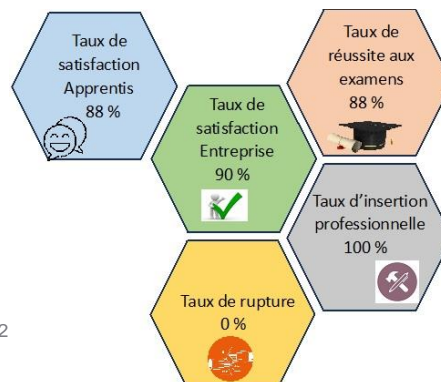 Taux de
satisfaction
Apprentis
88 %
Taux de
réussite aux
examens
88 %
Taux de
satisfaction
Entreprise
90 %
Taux d'insertion
professionnelle
100 %
Taux de rupture
0 %
2